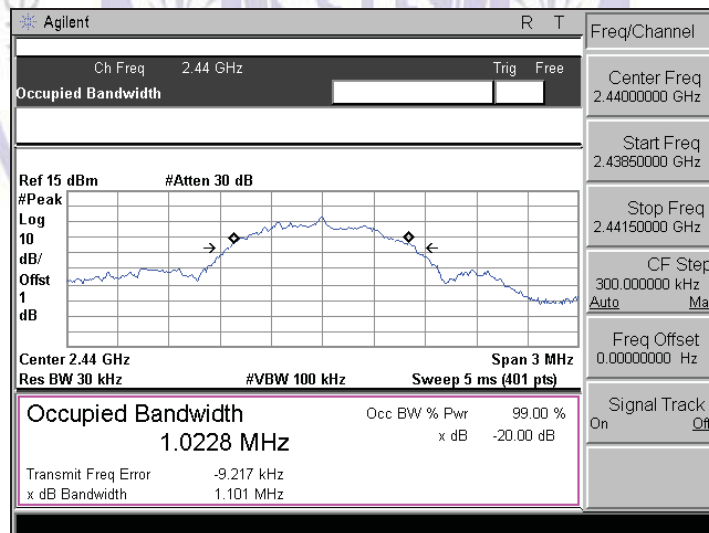 Agilent R T
Ch Freq 2.44 GHz Trig Free
Occupied Bandwidth
Ref 15 dBm #Atten 30 dB
#Peak
Log
10
dB/
Offst
1
dB
Center 2.44 GHz Span 3 MHz
Res BW 30 kHz #VBW 100 kHz Sweep 5 ms (401 pts)
Occupied Bandwidth Occ BW % Pwr 99.00 %
1.0228 MHz x dB -20.00 dB
Transmit Freq Error -9.217 kHz
x dB Bandwidth 1.101 MHz
Freq/Channel
Center Freq
2.44000000 GHz
Start Freq
2.43850000 GHz
Stop Freq
2.44150000 GHz
CF Step
300.000000 kHz
Auto Ma
Freq Offset
0.00000000 Hz
Signal Track
On Off